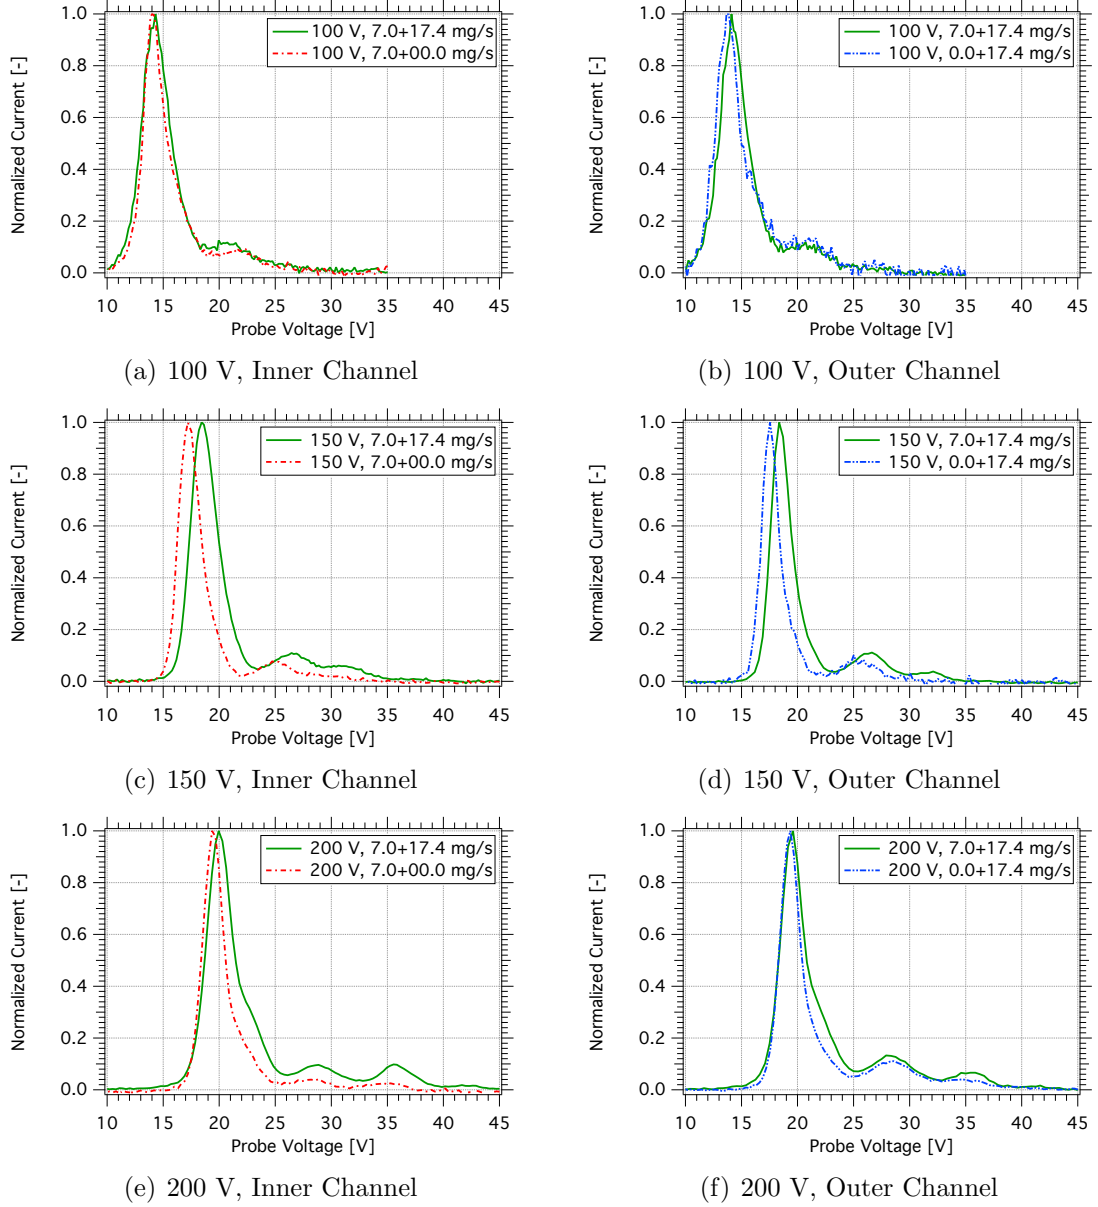 Normalized Current [-]
1.0
0.8
0.6
0.4
0.2
0.0
100 V, 7.0+17.4 mg/s
100 V, 7.0+00.0 mg/s
10 15 20 25 30 35 40 45
Probe Voltage [V]
(a) 100 V, Inner Channel
Normalized Current [-]
1.0
0.8
0.6
0.4
0.2
0.0
100 V, 7.0+17.4 mg/s
100 V, 0.0+17.4 mg/s
10 15 20 25 30 35 40 45
Probe Voltage [V]
(b) 100 V, Outer Channel
Normalized Current [-]
1.0
0.8
0.6
0.4
0.2
0.0
150 V, 7.0+17.4 mg/s
150 V, 7.0+00.0 mg/s
10 15 20 25 30 35 40 45
Probe Voltage [V]
(c) 150 V, Inner Channel
Normalized Current [-]
1.0
0.8
0.6
0.4
0.2
0.0
150 V, 7.0+17.4 mg/s
150 V, 0.0+17.4 mg/s
10 15 20 25 30 35 40 45
Probe Voltage [V]
(d) 150 V, Outer Channel
Normalized Current [-]
1.0
0.8
0.6
0.4
0.2
0.0
200 V, 7.0+17.4 mg/s
200 V, 7.0+00.0 mg/s
10 15 20 25 30 35 40 45
Probe Voltage [V]
(e) 200 V, Inner Channel
Normalized Current [-]
1.0
0.8
0.6
0.4
0.2
0.0
200 V, 7.0+17.4 mg/s
200 V, 0.0+17.4 mg/s
10 15 20 25 30 35 40 45
Probe Voltage [V]
(f) 200 V, Outer Channel